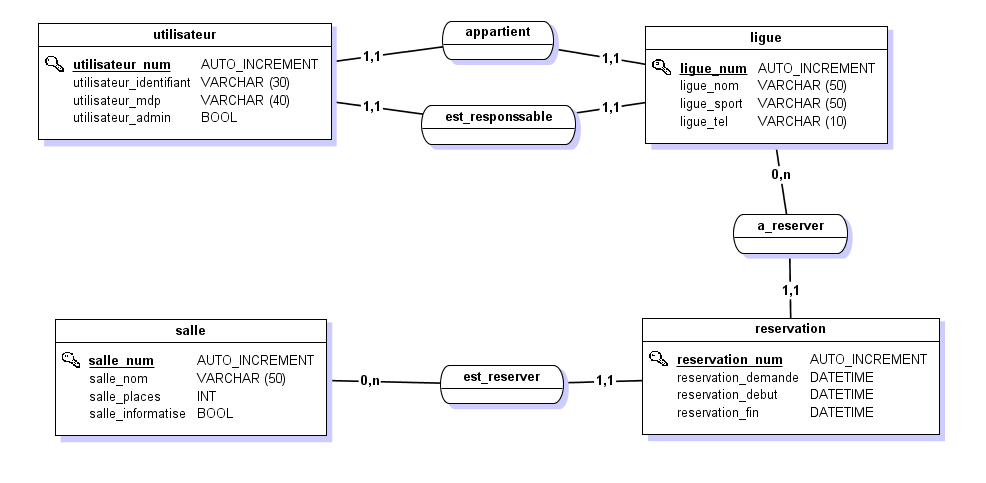 utilisateur
utilisateur_num AUTO_INCREMENT
utilisateur_identifiant VARCHAR (30)
utilisateur_mdp VARCHAR (40)
utilisateur_admin BOOL
1,1
appartient
1,1
1,1
est_responssable
1,1
ligue
ligue_num AUTO_INCREMENT
ligue_nom VARCHAR (50)
ligue_sport VARCHAR (50)
ligue_tel VARCHAR (10)
0,n
a_reserver
1,1
salle
salle_num AUTO_INCREMENT
salle_nom VARCHAR (50)
salle_places INT
salle_informatise BOOL
0,n
est_reserver
1,1
reservation
reservation_num AUTO_INCREMENT
reservation_demande DATETIME
reservation_debut DATETIME
reservation_fin DATETIME